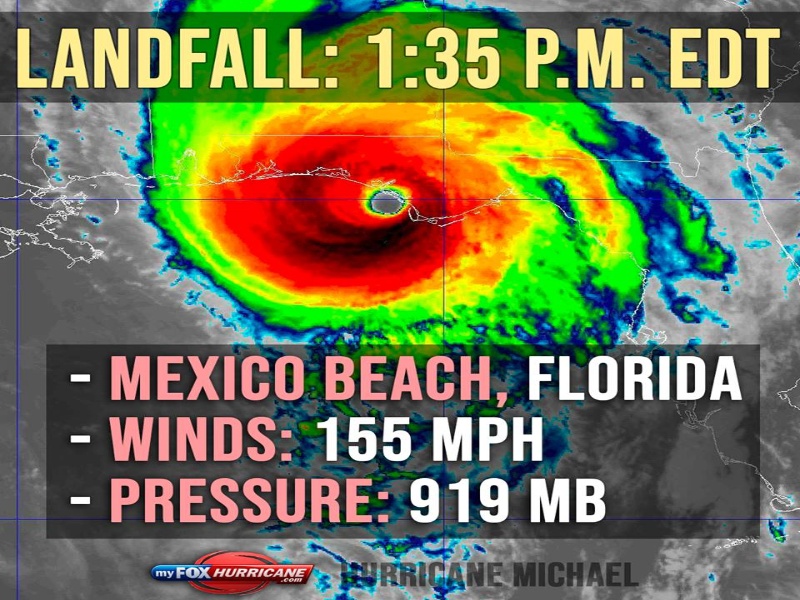 LANDFALL: 1:35 P.M. EDT
- MEXICO BEACH, FLORIDA
- WINDS: 155 MPH
- PRESSURE: 919 MB
myFOXHURRICANE.com
HURRICANE MICHAEL